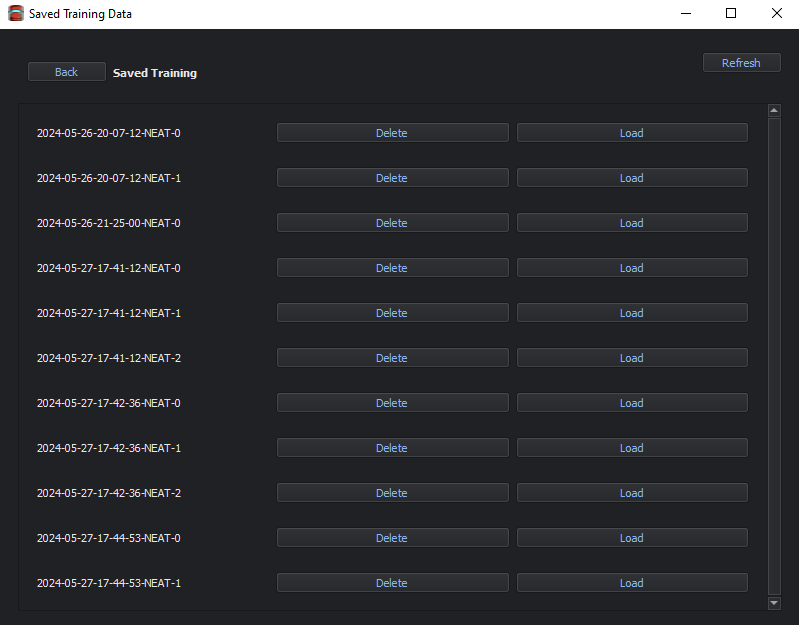 Saved Training Data
Back Saved Training Refresh
2024-05-26-20-07-12-NEAT-0 Delete Load
2024-05-26-20-07-12-NEAT-1 Delete Load
2024-05-26-21-25-00-NEAT-0 Delete Load
2024-05-27-17-41-12-NEAT-0 Delete Load
2024-05-27-17-41-12-NEAT-1 Delete Load
2024-05-27-17-41-12-NEAT-2 Delete Load
2024-05-27-17-42-36-NEAT-0 Delete Load
2024-05-27-17-42-36-NEAT-1 Delete Load
2024-05-27-17-42-36-NEAT-2 Delete Load
2024-05-27-17-44-53-NEAT-0 Delete Load
2024-05-27-17-44-53-NEAT-1 Delete Load